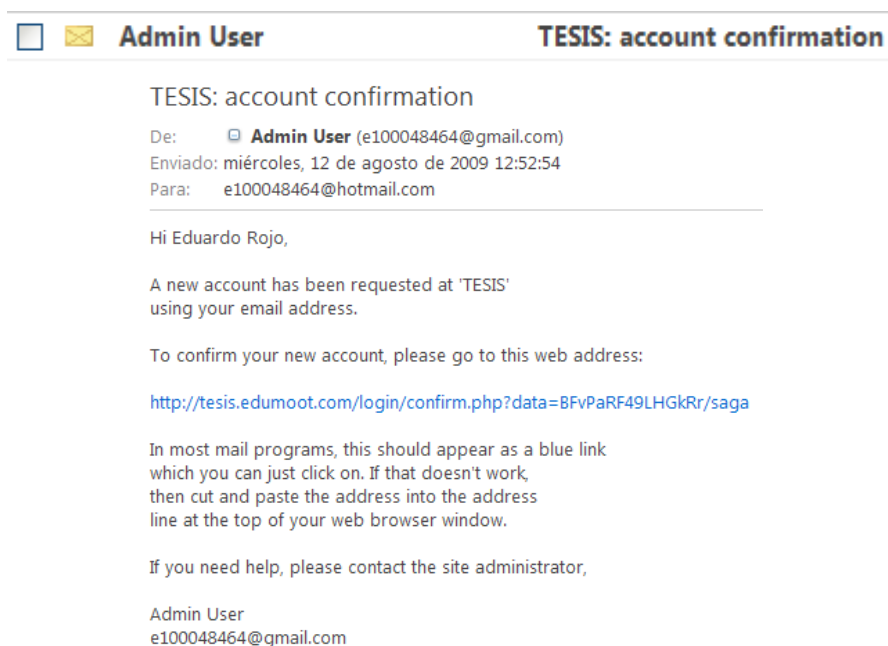 Admin User TESIS: account confirmation
TESIS: account confirmation
De: Admin User (e100048464@gmail.com)
Enviado: miércoles, 12 de agosto de 2009 12:52:54
Para: e100048464@hotmail.com
Hi Eduardo Rojo,
A new account has been requested at 'TESIS'
using your email address.
To confirm your new account, please go to this web address:
http://tesis.edumoot.com/login/confirm.php?data=BFvPaRF49LHGkRr/saga
In most mail programs, this should appear as a blue link
which you can just click on. If that doesn't work,
then cut and paste the address into the address
line at the top of your web browser window.
If you need help, please contact the site administrator,
Admin User
e100048464@gmail.com